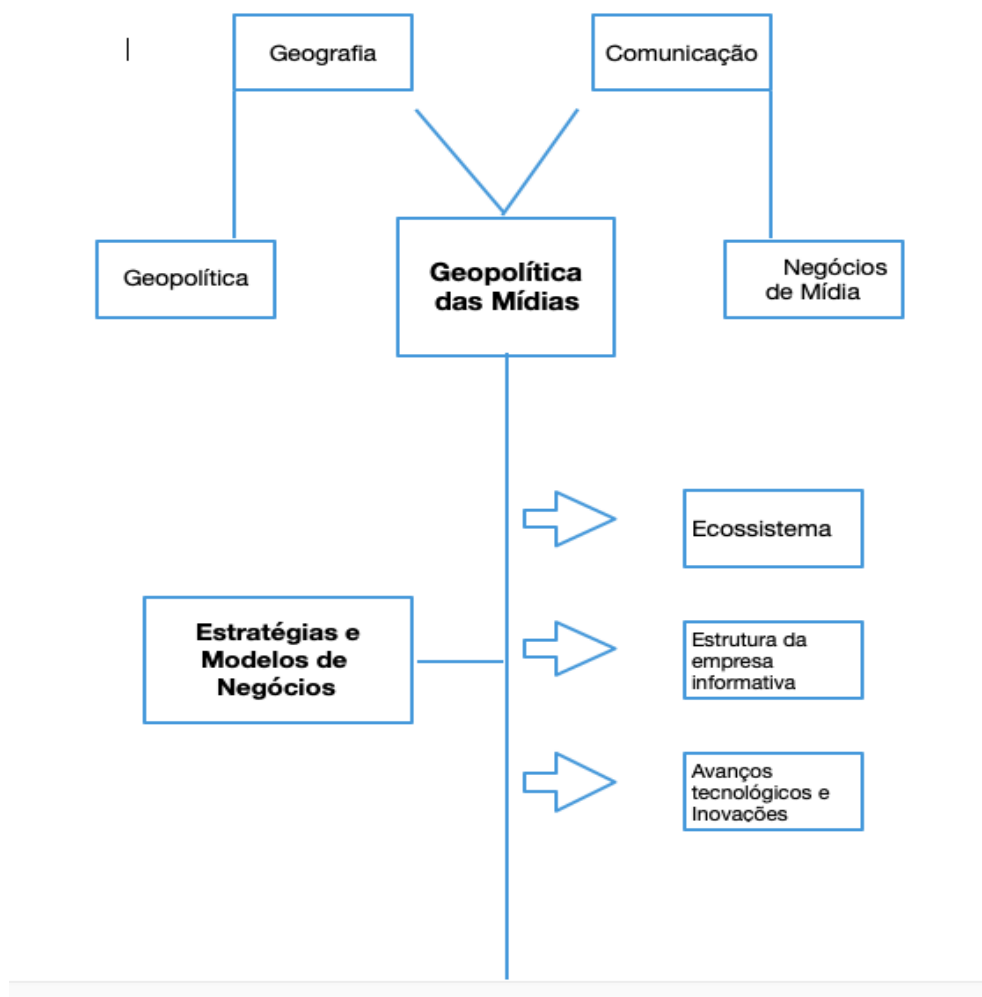 Geografia
Comunicação
Geopolítica
Geopolítica
das Mídias
Negócios
de Mídia
Ecossistema
Estratégias e
Modelos de
Negócios
Estrutura da
empresa
informativa
Avanços
tecnológicos e
Inovações